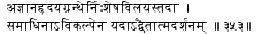 अज्ञानहृदयग्रन्थेर्निःशेषविलयस्तदा ।
समाधिनाऽविकल्पेन यदाऽद्वैतात्मदर्शनम् ॥ ३५३॥